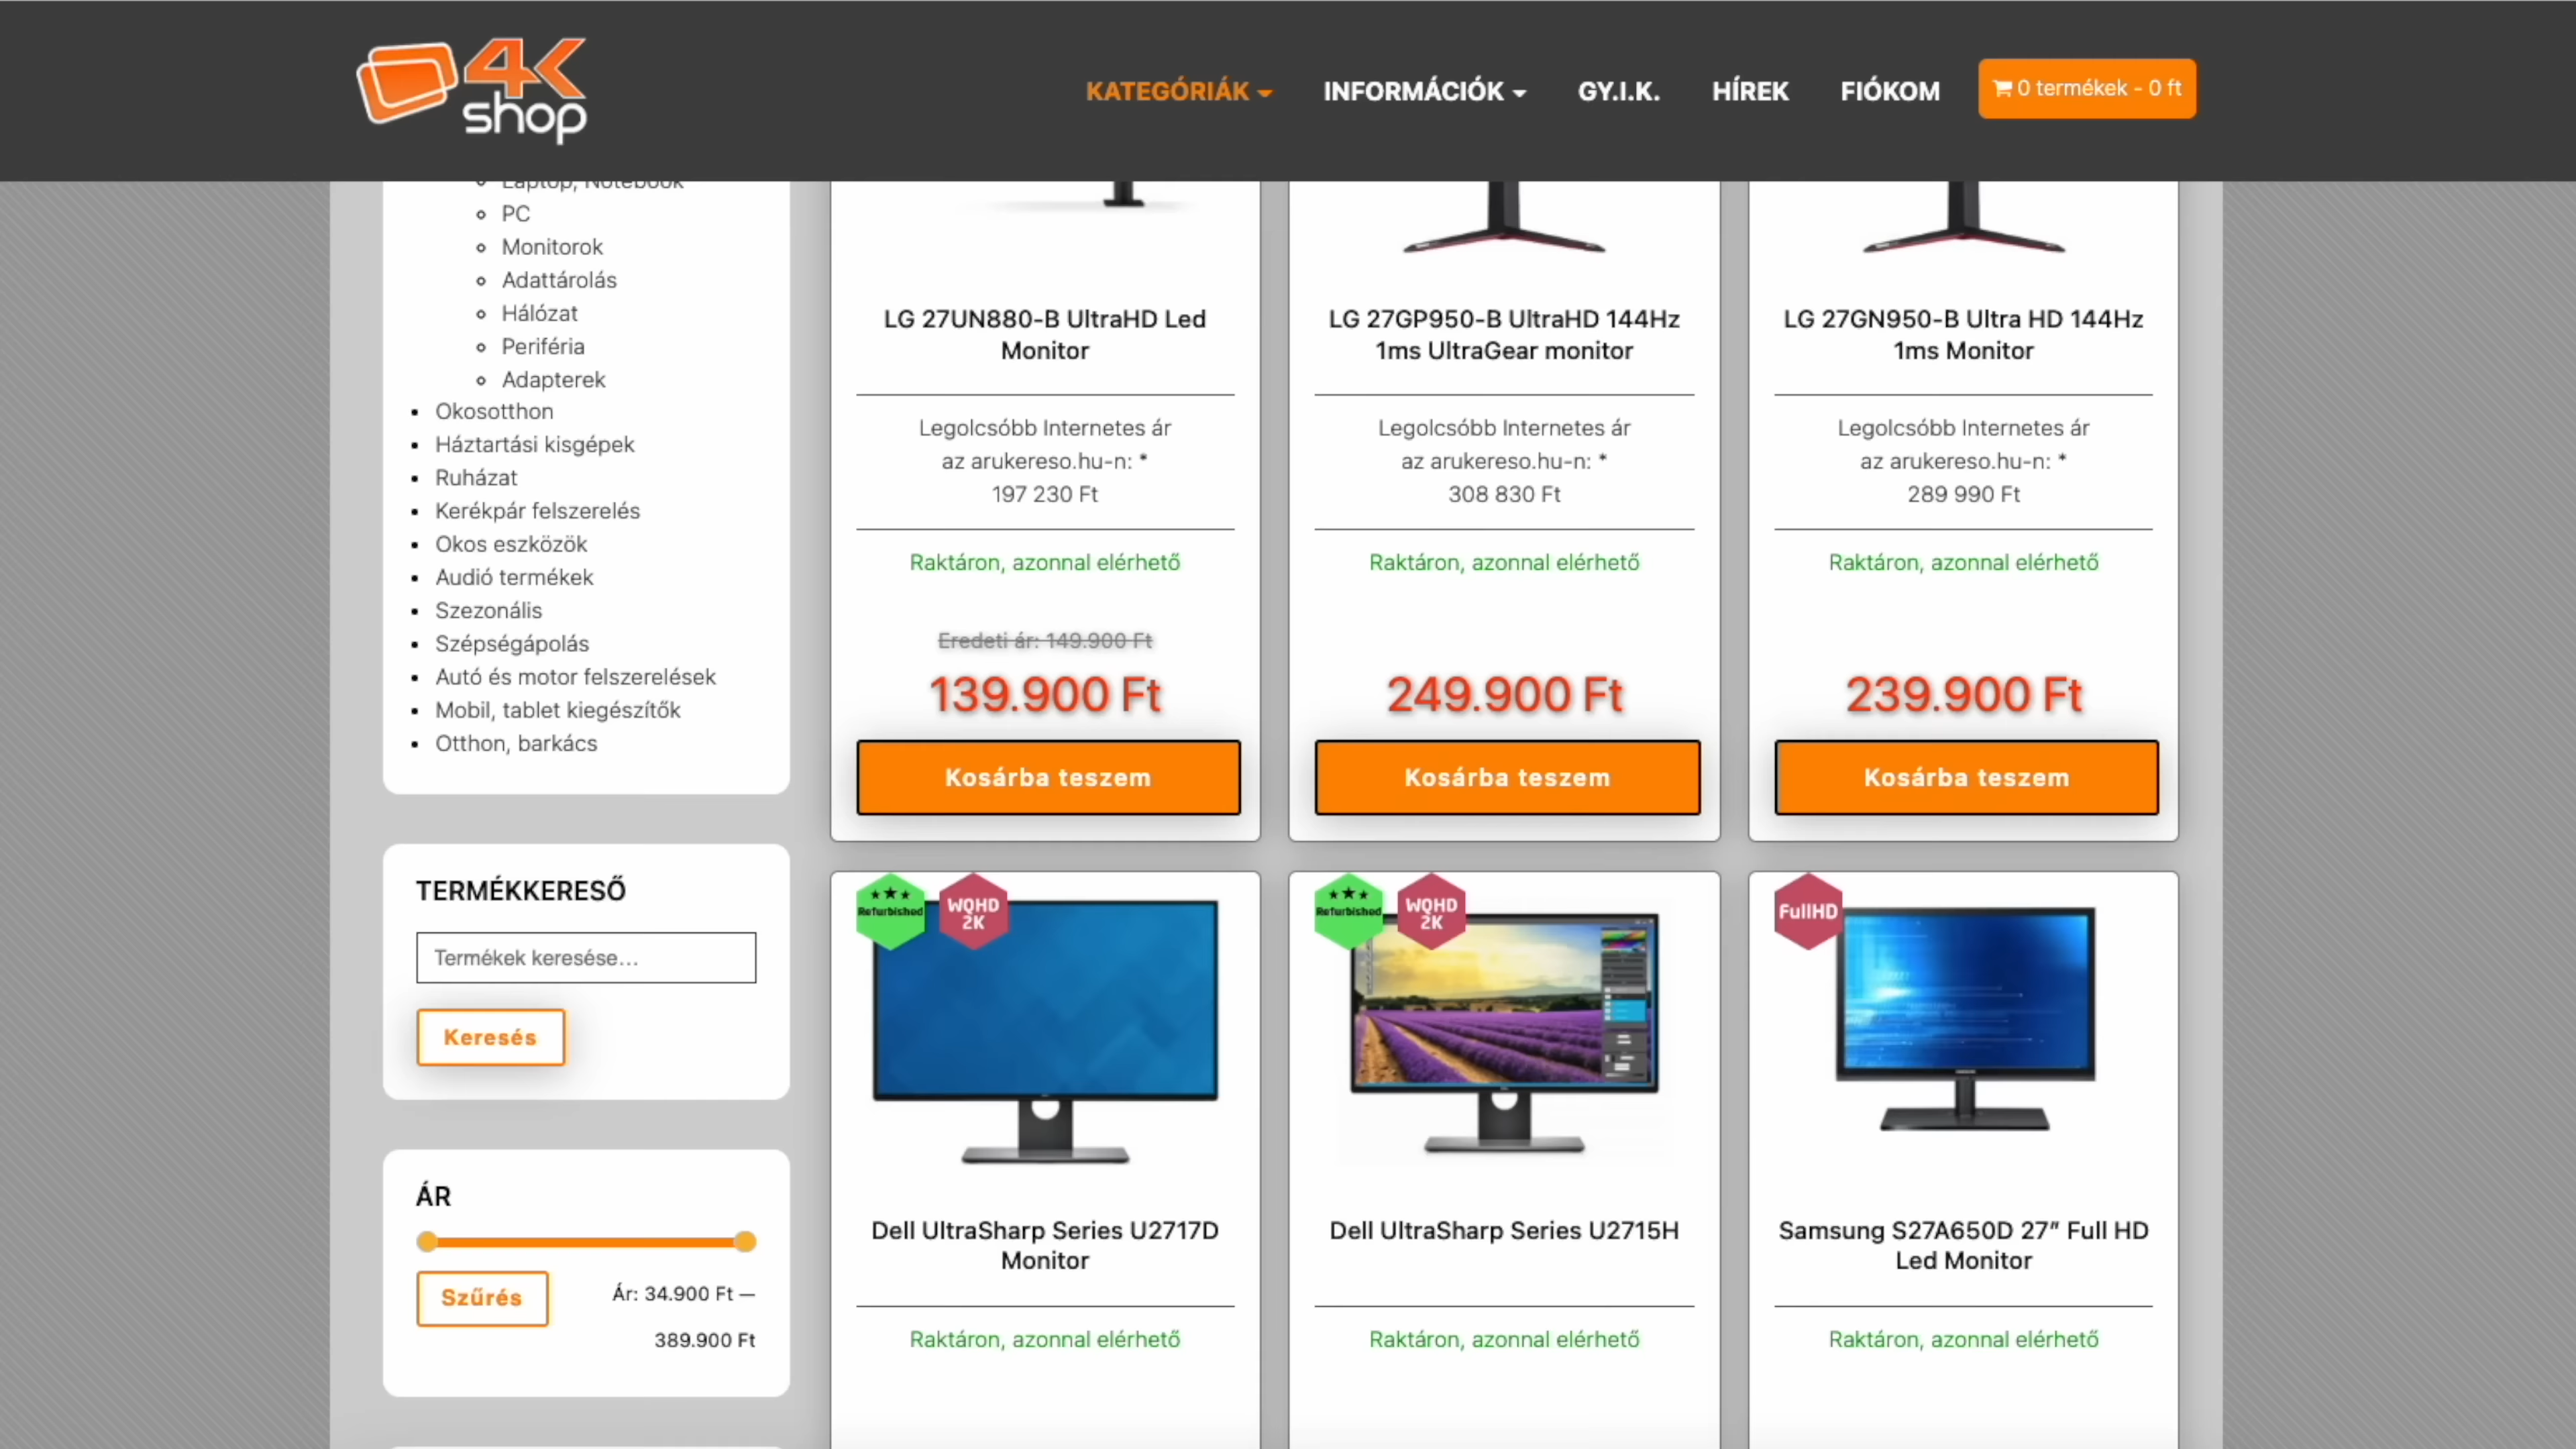 4K
shop
KATEGÓRIÁK
INFORMÁCIÓK
GY.I.K.
HÍREK
FIÓKOM
0 termékek - 0 ft
Laptop, Notebook
PC
Monitorok
Adattárolás
Hálózat
Periféria
Adapterek
Okosotthon
Háztartási kisgépek
Ruházat
Kerékpár felszerelés
Okos eszközök
Audió termékek
Szezonális
Szépségápolás
Autó és motor felszerelések
Mobil, tablet kiegészítők
Otthon, barkács
TERMÉKKERESŐ
Termékek keresése…
Keresés
ÁR
Szűrés
Ár: 34.900 Ft —
389.900 Ft
LG 27UN880-B UltraHD Led
Monitor
Legolcsóbb Internetes ár
az arukereso.hu-n: *
197 230 Ft
Raktáron, azonnal elérhető
Eredeti ár: 149.900 Ft
139.900 Ft
Kosárba teszem
LG 27GP950-B UltraHD 144Hz
1ms UltraGear monitor
Legolcsóbb Internetes ár
az arukereso.hu-n: *
308 830 Ft
Raktáron, azonnal elérhető
249.900 Ft
Kosárba teszem
LG 27GN950-B Ultra HD 144Hz
1ms Monitor
Legolcsóbb Internetes ár
az arukereso.hu-n: *
289 990 Ft
Raktáron, azonnal elérhető
239.900 Ft
Kosárba teszem
Refurbished
WQHD
2K
Dell UltraSharp Series U2717D
Monitor
Raktáron, azonnal elérhető
Refurbished
WQHD
2K
Dell UltraSharp Series U2715H
Raktáron, azonnal elérhető
FullHD
Samsung S27A650D 27″ Full HD
Led Monitor
Raktáron, azonnal elérhető